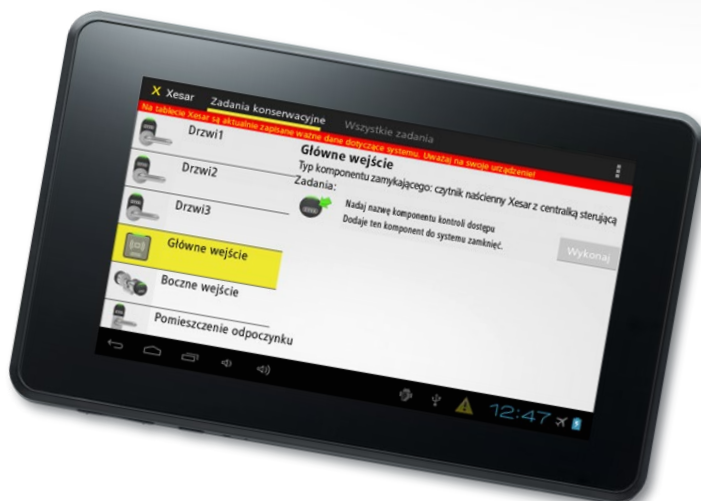 X Xesar Zadania konserwacyjne Wszystkie zadania
Na tablecie Xesar są aktualnie zapisane ważne dane dotyczące systemu. Uważaj na swoje urządzenie!
Drzwi1
Drzwi2
Drzwi3
Główne wejście
Boczne wejście
Pomieszczenie odpoczynku
Główne wejście
Typ komponentu zamykającego: czytnik naścienny Xesar z centralką sterującą
Zadania:
Nadaj nazwę komponentu kontroli dostępu
Dodaje ten komponent do systemu zamknięć.
Wykonaj
12:47